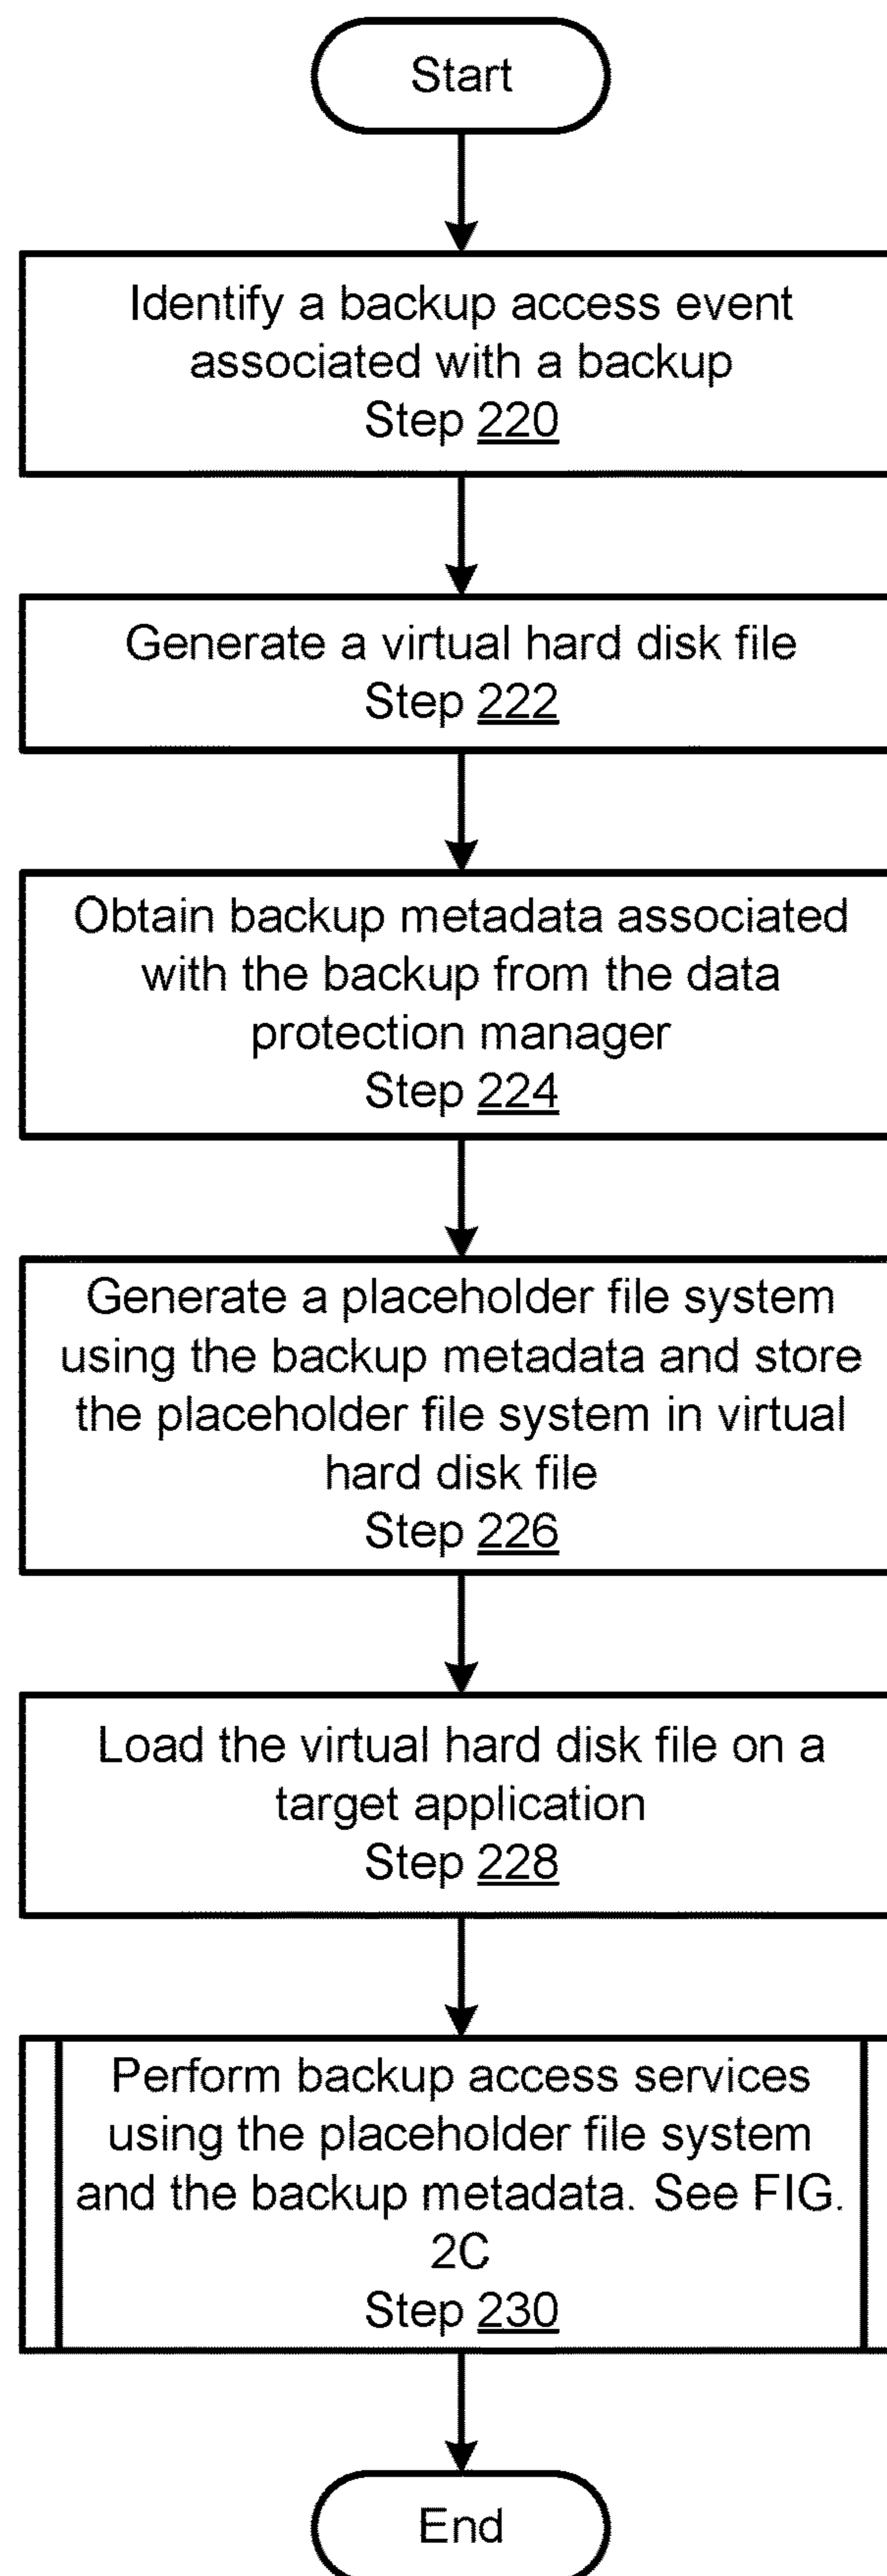 Start
Identify a backup access event
associated with a backup
Step 220
Generate a virtual hard disk file
Step 222
Obtain backup metadata associated
with the backup from the data
protection manager
Step 224
Generate a placeholder file system
using the backup metadata and store
the placeholder file system in virtual
hard disk file
Step 226
Load the virtual hard disk file on a
target application
Step 228
Perform backup access services
using the placeholder file system
and the backup metadata. See FIG.
2C
Step 230
End